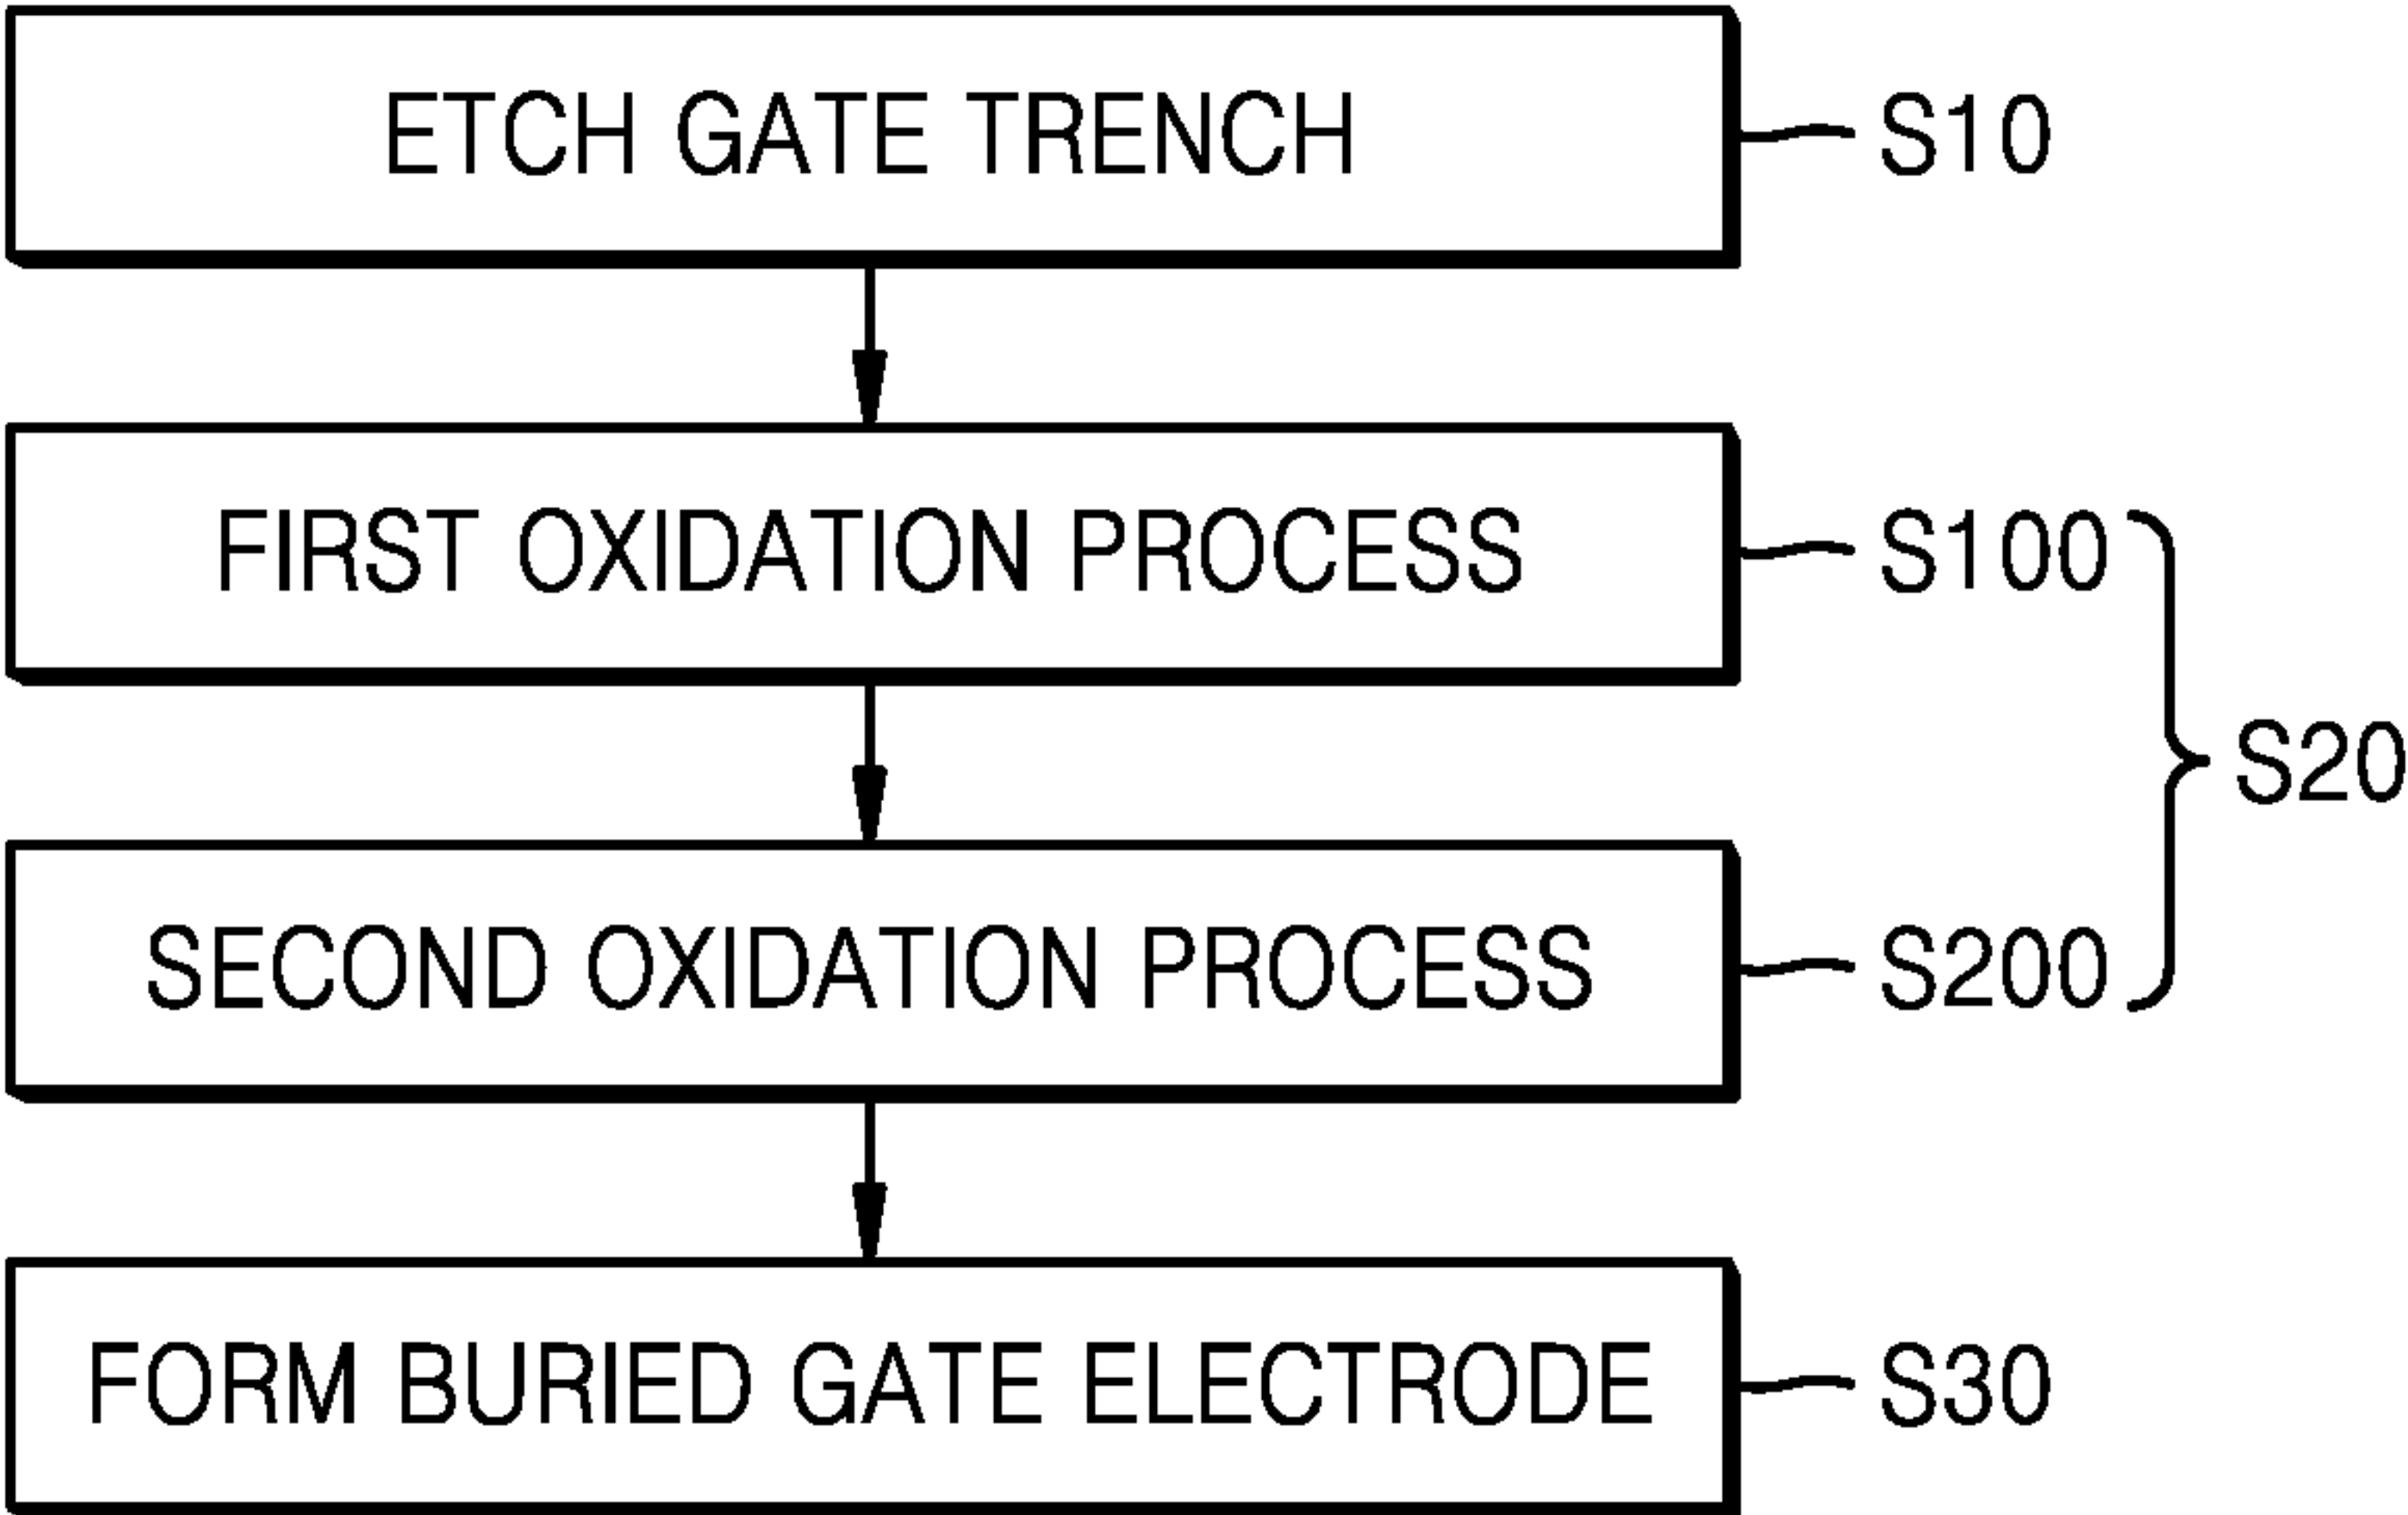 ETCH GATE TRENCH
S10
FIRST OXIDATION PROCESS
S100
S20
SECOND OXIDATION PROCESS
S200
FORM BURIED GATE ELECTRODE
S30